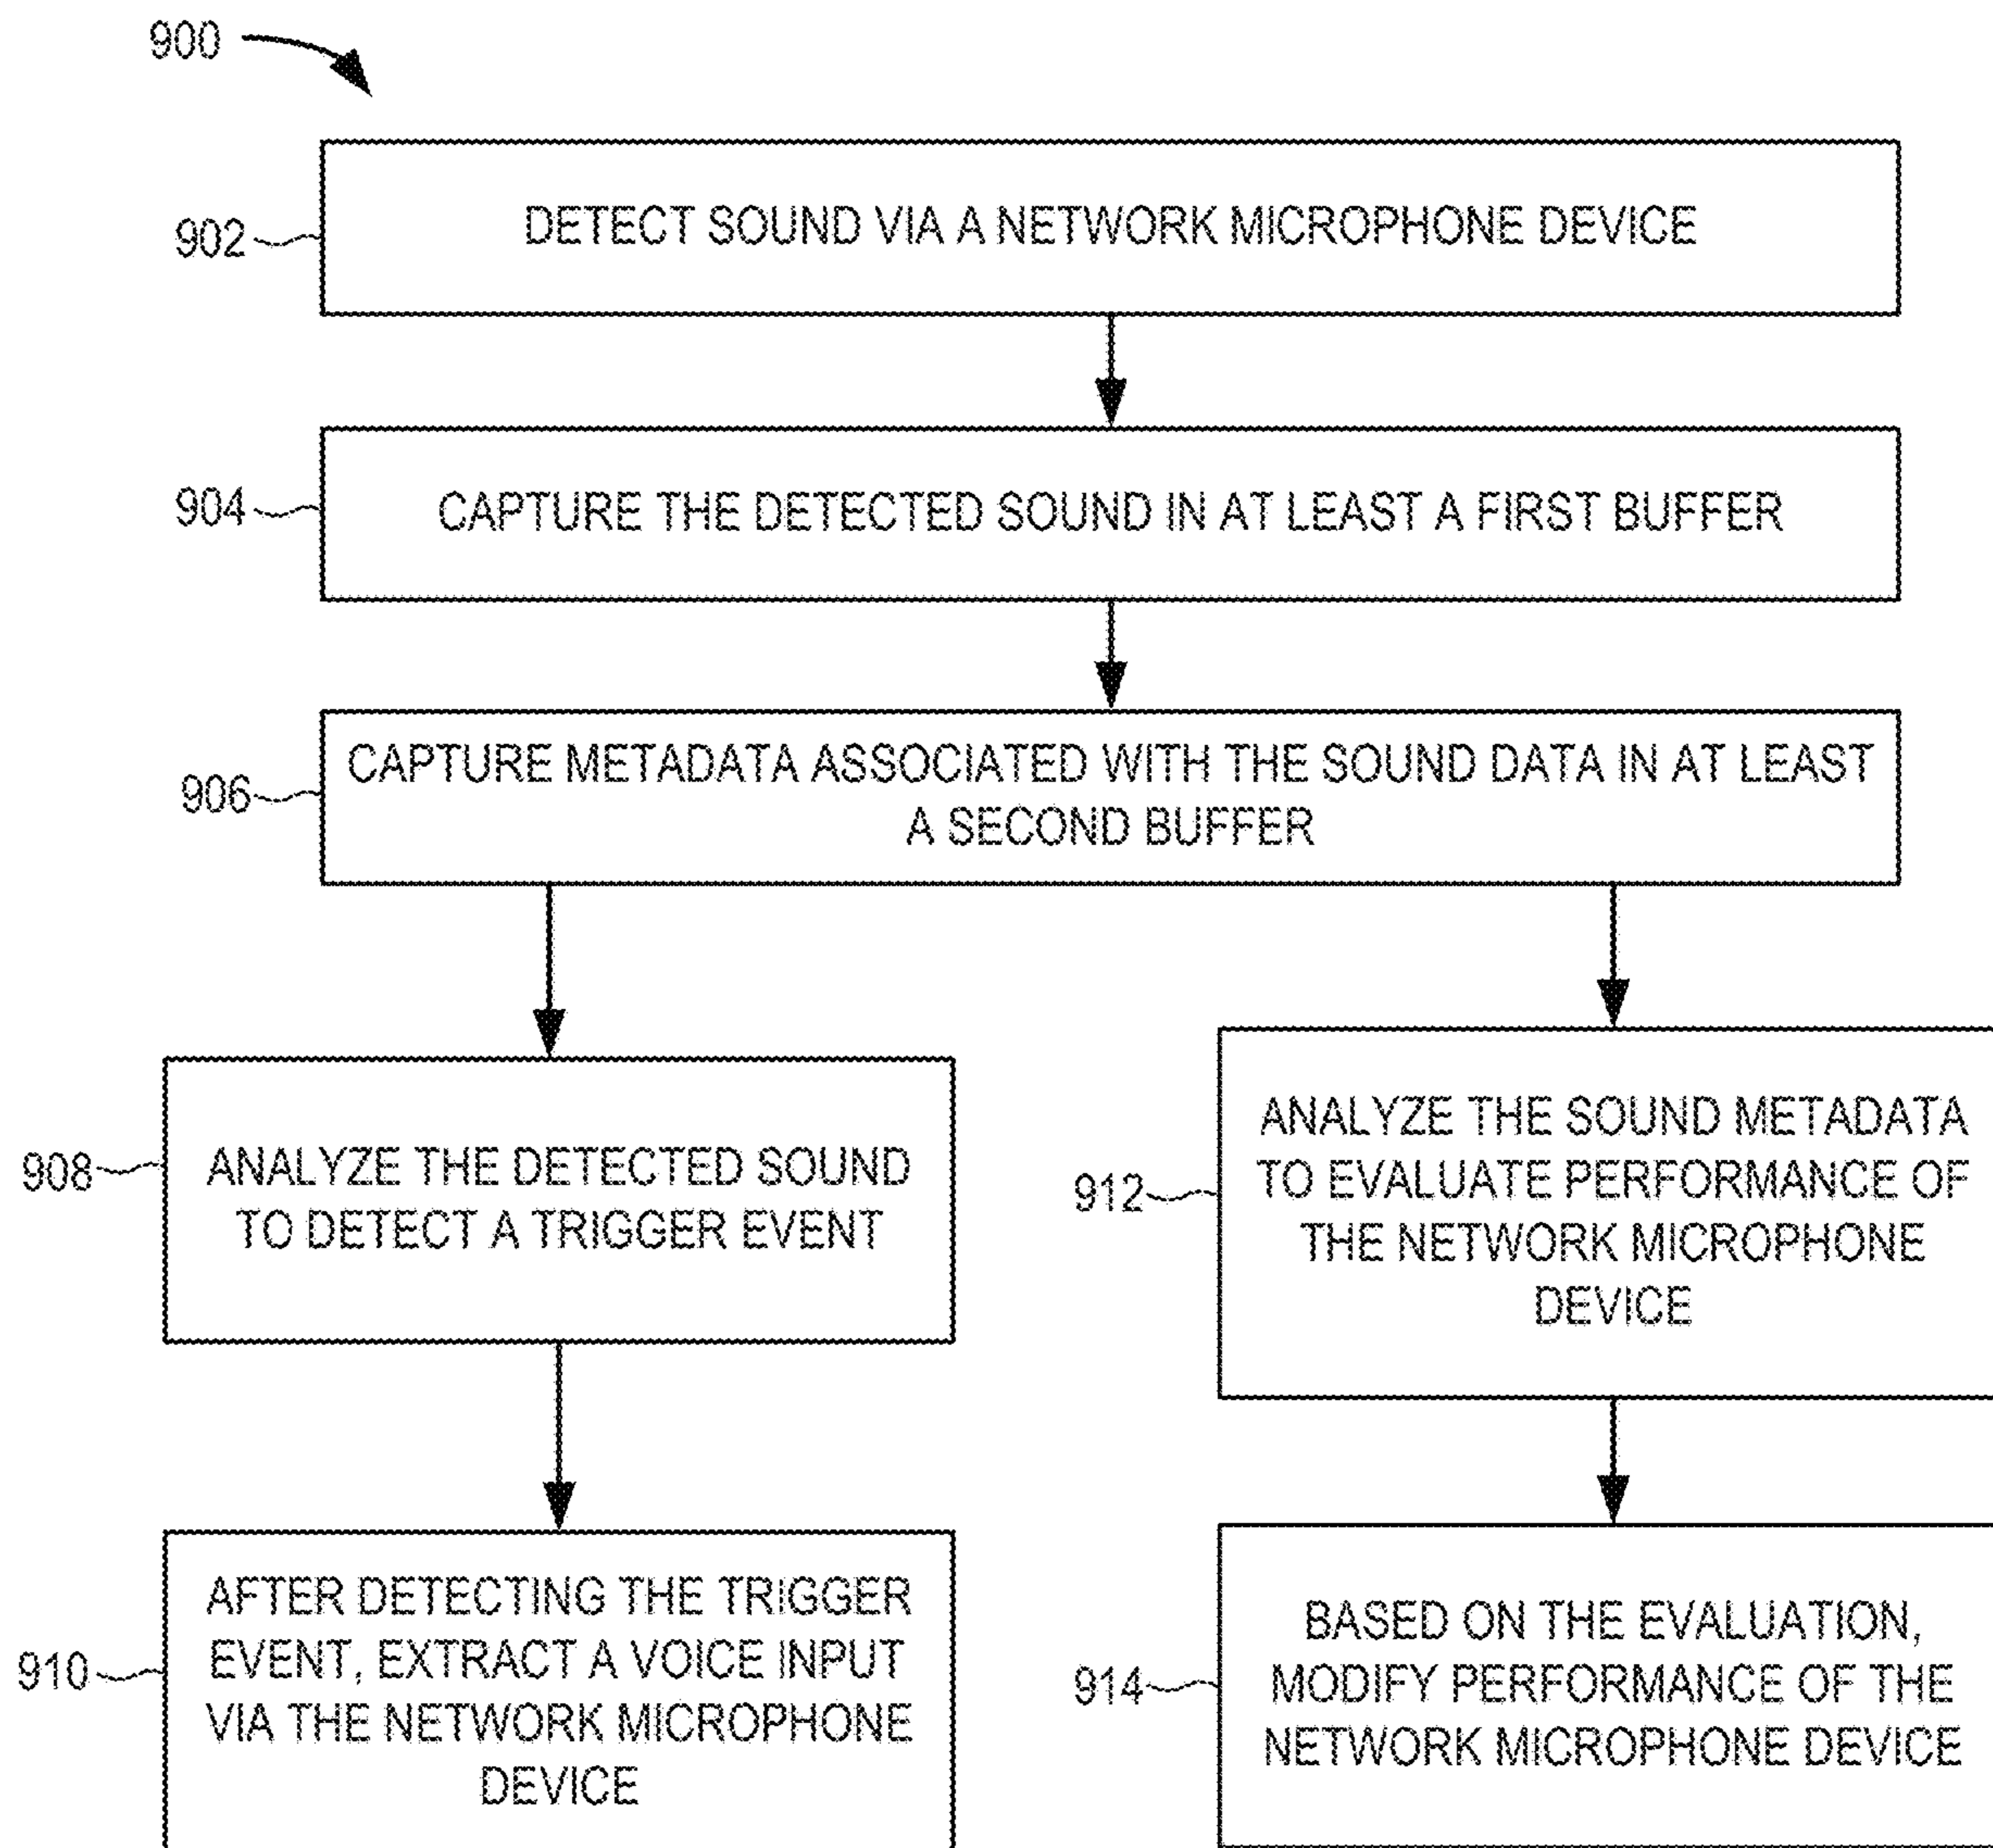 900
902
DETECT SOUND VIA A NETWORK MICROPHONE DEVICE
904
CAPTURE THE DETECTED SOUND IN AT LEAST A FIRST BUFFER
906
CAPTURE METADATA ASSOCIATED WITH THE SOUND DATA IN AT LEAST
A SECOND BUFFER
908
ANALYZE THE DETECTED SOUND
TO DETECT A TRIGGER EVENT
912
ANALYZE THE SOUND METADATA
TO EVALUATE PERFORMANCE OF
THE NETWORK MICROPHONE
DEVICE
910
AFTER DETECTING THE TRIGGER
EVENT, EXTRACT A VOICE INPUT
VIA THE NETWORK MICROPHONE
DEVICE
914
BASED ON THE EVALUATION,
MODIFY PERFORMANCE OF THE
NETWORK MICROPHONE DEVICE